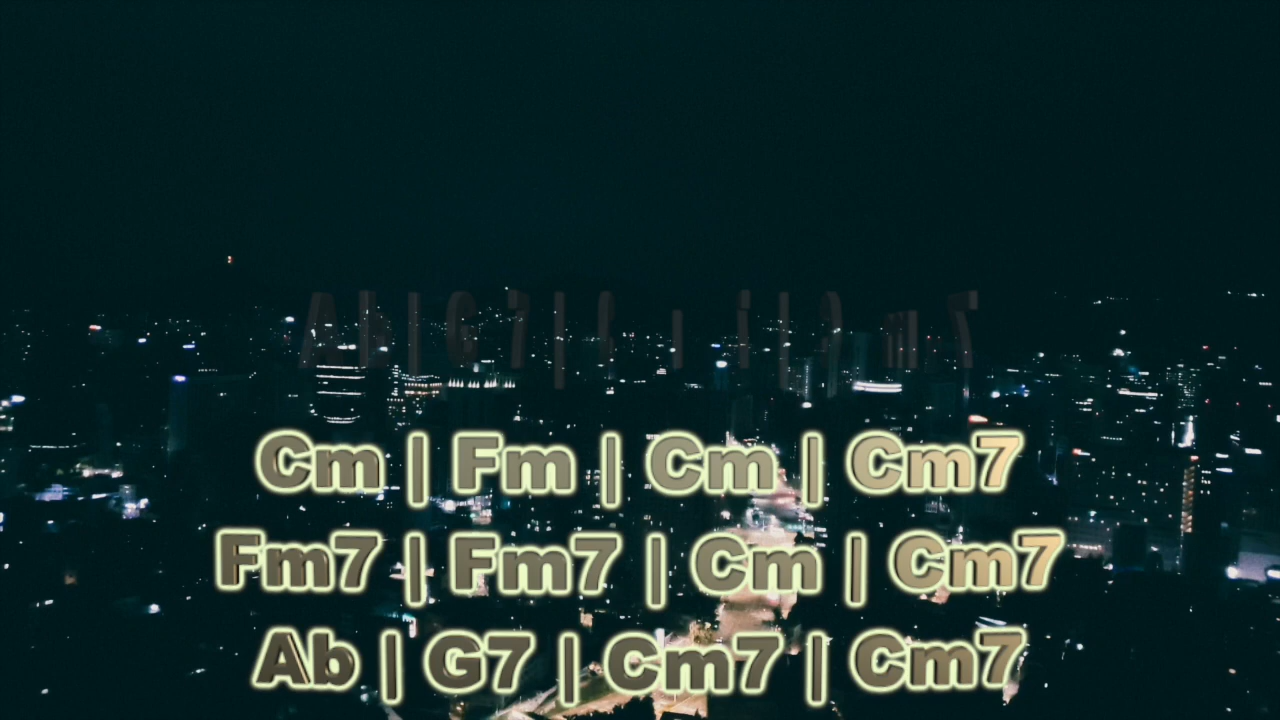 Cm | Fm | Cm | Cm7
Fm7 | Fm7 | Cm | Cm7
Ab | G7 | Cm7 | Cm7